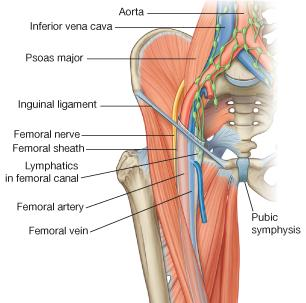 Aorta
Inferior vena cava
Psoas major
Inguinal ligament
Femoral nerve
Femoral sheath
Lymphatics
in femoral canal
Femoral artery
Femoral vein
Pubic
symphysis